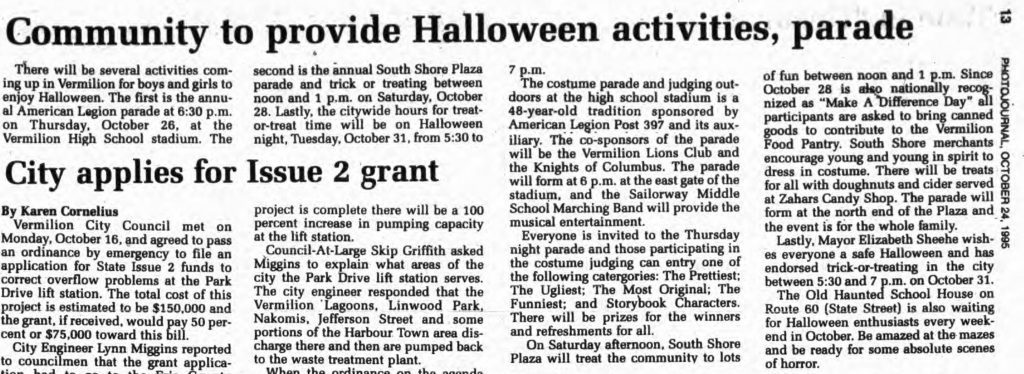 Community to provide Halloween activities, parade
There will be several activities com-
ing up in Vermilion for boys and girls to
enjoy Halloween. The first is the annu-
al American Legion parade at 6:30 p.m.
on Thursday, October 26, at the
Vermilion High School stadium. The
second is the annual South Shore Plaza
parade and trick or treating between
noon and 1 p.m. on Saturday, October
28. Lastly, the citywide hours for treat-
or-treat time will be on Halloween
night, Tuesday, October 31, from 5:30 to
7 p.m.
The costume parade and judging out-
doors at the high school stadium is a
48-year-old tradition sponsored by
American Legion Post 397 and its aux-
iliary. The co-sponsors of the parade
will be the Vermilion Lions Club and
the Knights of Columbus. The parade
will form at 6 p.m. at the east gate of the
stadium, and the Sailorway Middle
School Marching Band will provide the
musical entertainment.
Everyone is invited to the Thursday
night parade and those participating in
the costume judging can enter one of
the following catergories: The Prettiest;
The Ugliest; The Most Original; The
Funniest; and Storybook Characters.
There will be prizes for the winners
and refreshments for all.
On Saturday afternoon, South Shore
Plaza will treat the community to lots
of fun between noon and 1 p.m. Since
October 28 is also nationally recog-
nized as "Make A Difference Day" all
participants are asked to bring canned
goods to contribute to the Vermilion
Food Pantry. South Shore merchants
encourage young and young in spirit to
dress in costume. There will be treats
for all with doughnuts and cider served
at Zahars Candy Shop. The parade will
form at the north end of the Plaza and
the event is for the whole family.
Lastly, Mayor Elizabeth Sheehe wish-
es everyone a safe Halloween and has
endorsed trick-or-treating in the city
between 5:30 and 7 p.m. on October 31.
The Old Haunted School House on
Route 60 (State Street) is also waiting
for Halloween enthusiasts every week-
end in October. Be amazed at the mazes
and be ready for some absolute scenes
of horror.
City applies for Issue 2 grant
By Karen Cornelius
Vermilion City Council met on
Monday, October 16, and agreed to pass
an ordinance by emergency to file an
application for State Issue 2 funds to
correct overflow problems at the Park
Drive lift station. The total cost of this
project is estimated to be $150,000 and
the grant, if received, would pay 50 per-
cent or $75,000 toward this bill.
City Engineer Lynn Miggins reported
to councilmen that the grant applica-
project is complete there will be a 100
percent increase in pumping capacity
at the lift station.
Council-At-Large Skip Griffith asked
Miggins to explain what areas of the
city the Park Drive lift station serves.
The city engineer responded that the
Vermilion Lagoons, Linwood Park,
Nakomis, Jefferson Street and some
portions of the Harbour Town area dis-
charge there and then are pumped back
to the waste treatment plant.
When the ordinance on the agenda
13 PHOTOJOURNAL, OCTOBER 24, 1995